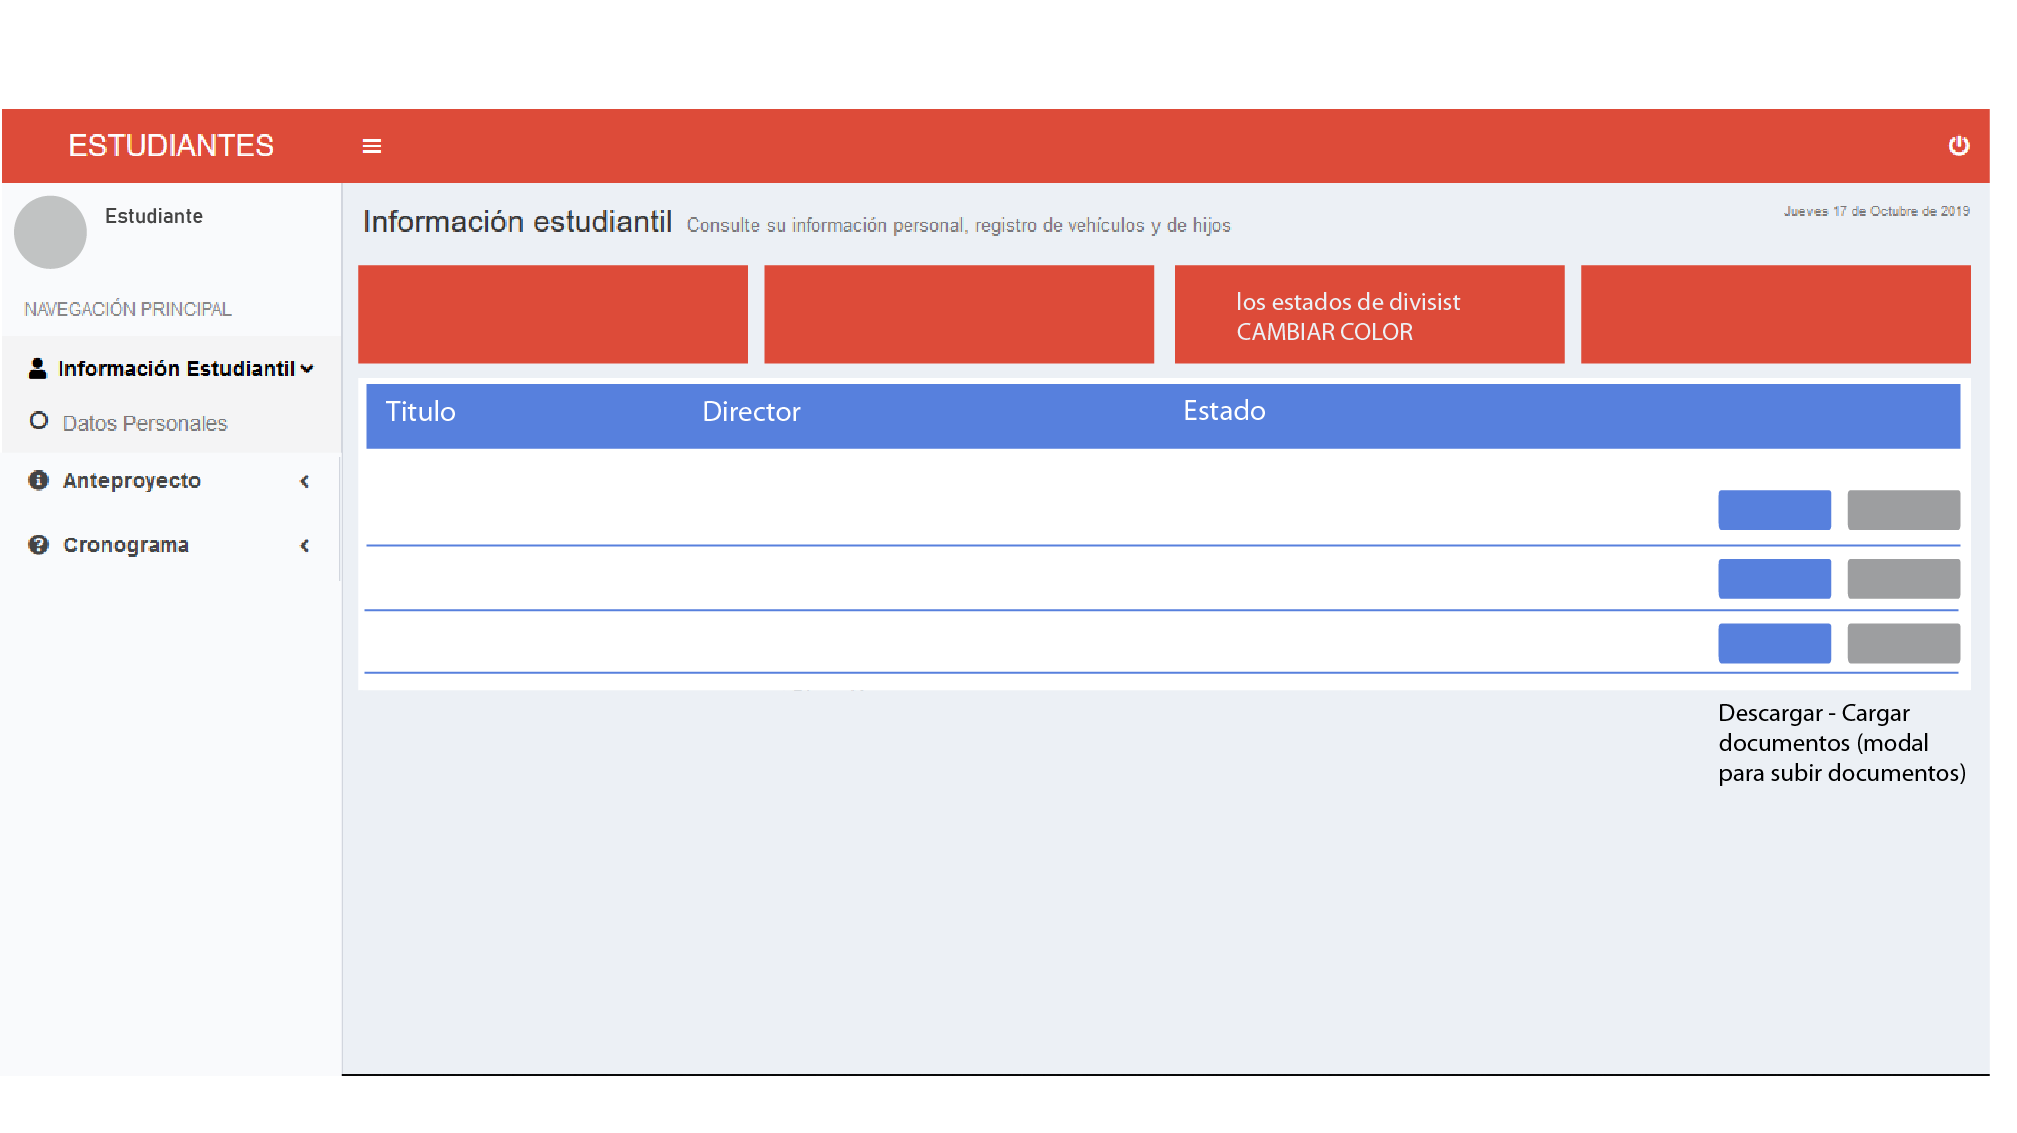 ESTUDIANTES
Estudiante
Información estudiantil Consulte su información personal, registro de vehículos y de hijos
Jueves 17 de Octubre de 2019
NAVEGACIÓN PRINCIPAL
Información Estudiantil
Datos Personales
Anteproyecto
Cronograma
los estados de divisist
CAMBIAR COLOR
Titulo Director Estado
Descargar - Cargar
documentos (modal
para subir documentos)